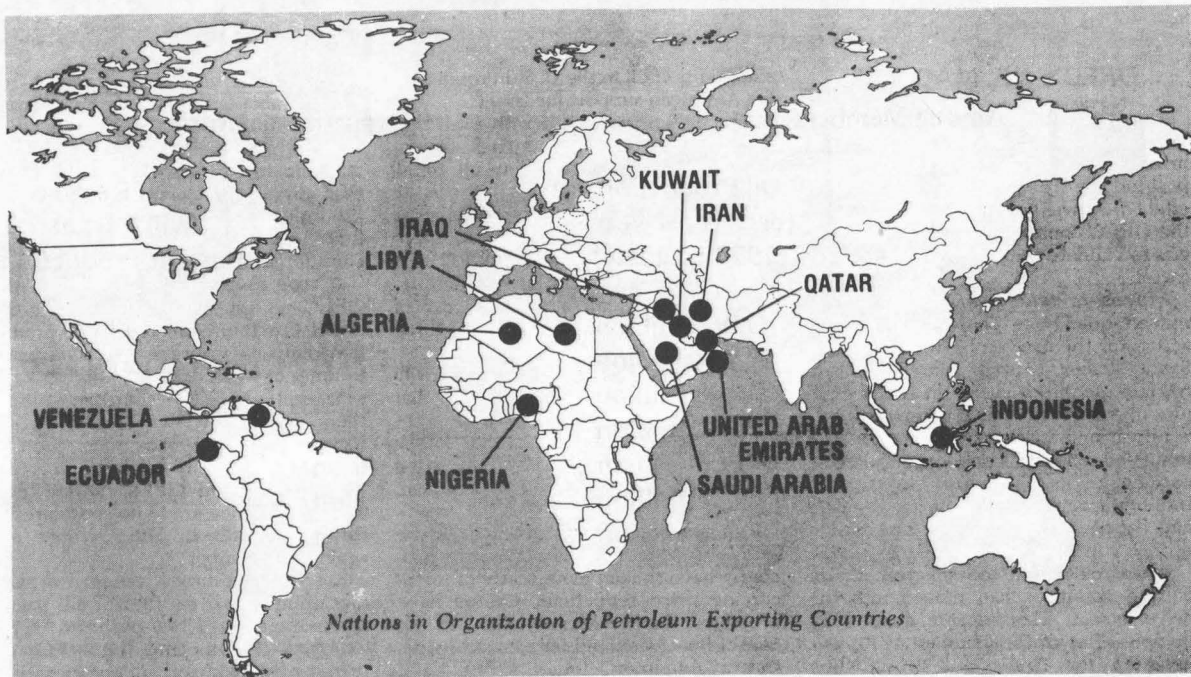 KUWAIT
IRAN
IRAQ
LIBYA
QATAR
ALGERIA
VENEZUELA
INDONESIA
UNITED ARAB
EMIRATES
ECUADOR
NIGERIA
SAUDI ARABIA
Nations in Organization of Petroleum Exporting Countries